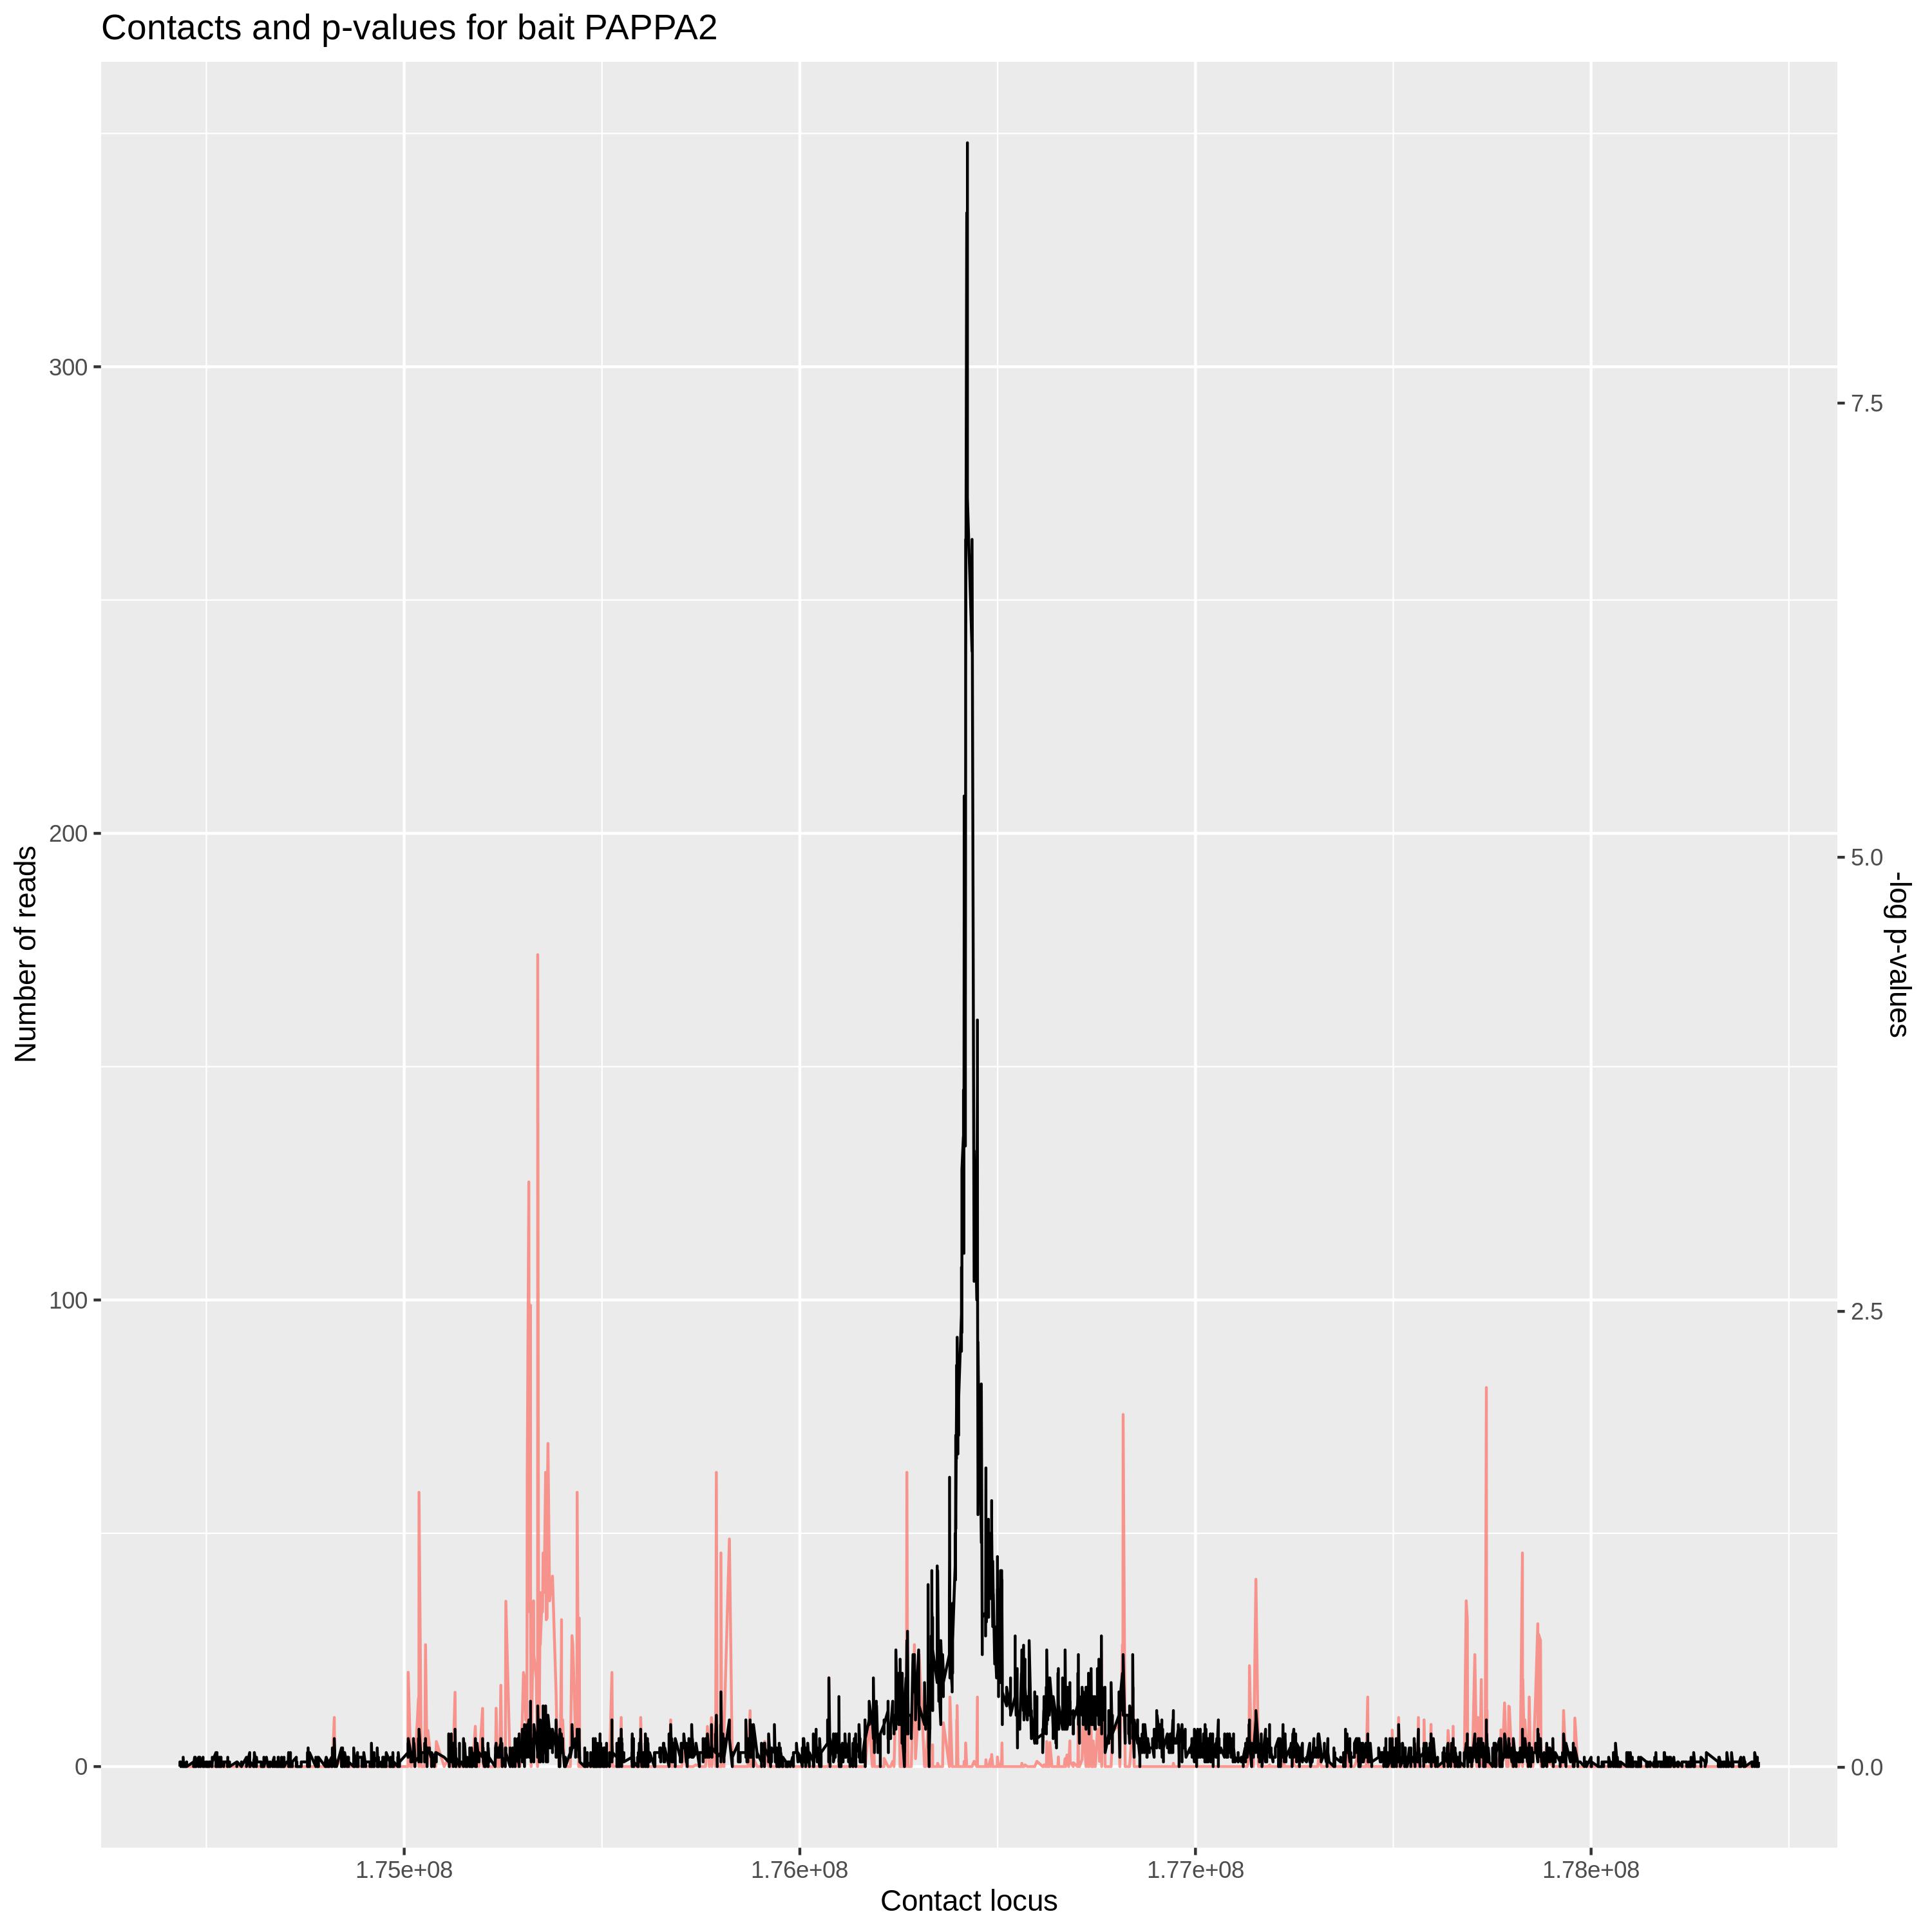 Contacts and p-values for bait PAPPA2
300
200
100
0
Number of reads
7.5
5.0
2.5
0.0
-log p-values
1.75e+08
1.76e+08
1.77e+08
1.78e+08
Contact locus